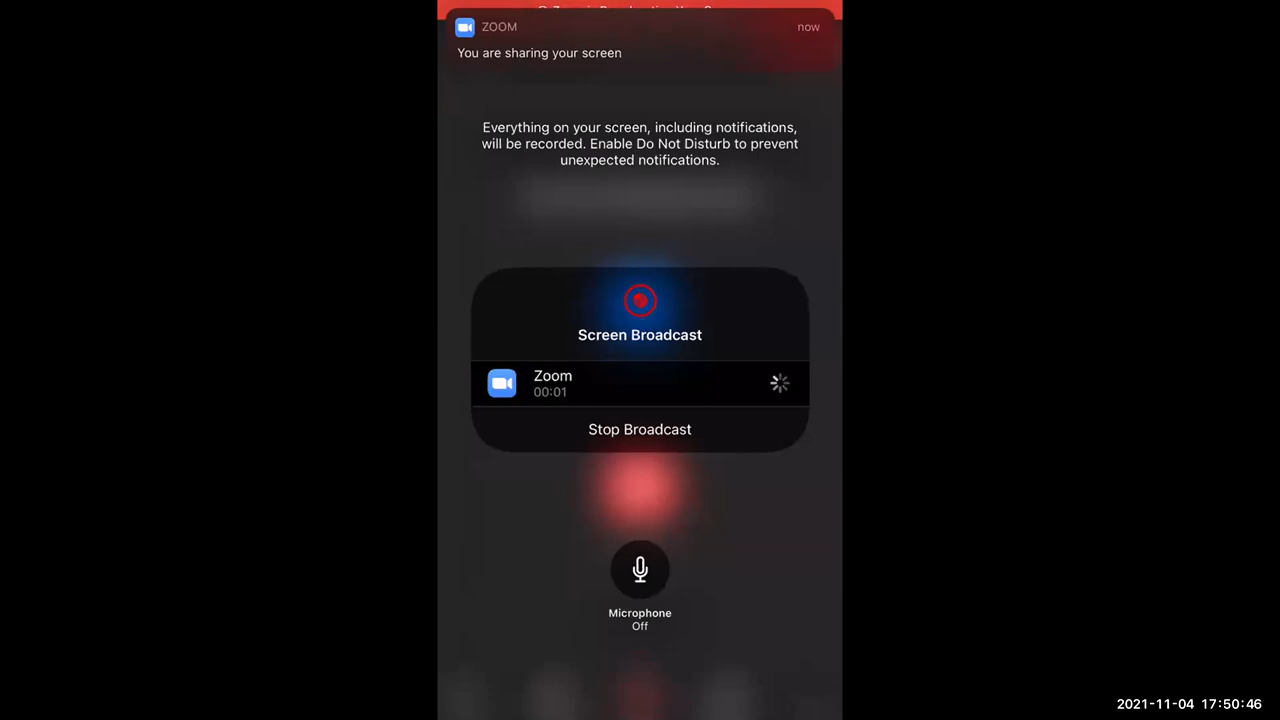 ZOOM
now
You are sharing your screen
Everything on your screen, including notifications,
will be recorded. Enable Do Not Disturb to prevent
unexpected notifications.
Screen Broadcast
Zoom
00:01
Stop Broadcast
Microphone
Off
2021-11-04 17:50:46